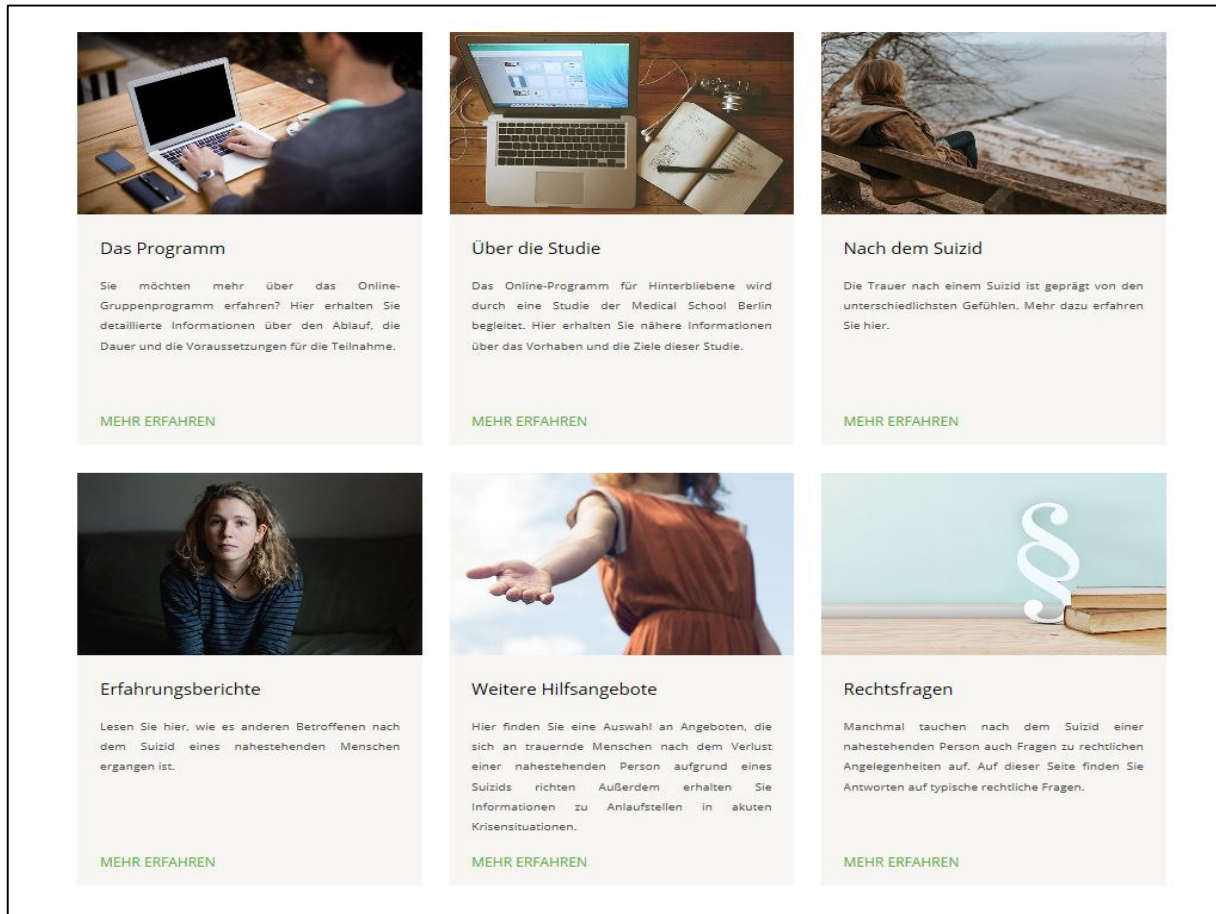 Das Programm
Sie möchten mehr über das Online-
Gruppenprogramm erfahren? Hier erhalten Sie
detaillierte Informationen über den Ablauf, die
Dauer und die Voraussetzungen für die Teilnahme.
MEHR ERFAHREN
Über die Studie
Das Online-Programm für Hinterbliebene wird
durch eine Studie der Medical School Berlin
begleitet. Hier erhalten Sie nähere Informationen
über das Vorhaben und die Ziele dieser Studie.
MEHR ERFAHREN
Nach dem Suizid
Die Trauer nach einem Suizid ist geprägt von den
unterschiedlichsten Gefühlen. Mehr dazu erfahren
Sie hier.
MEHR ERFAHREN
Erfahrungsberichte
Lesen Sie hier, wie es anderen Betroffenen nach
dem Suizid eines nahestehenden Menschen
ergangen ist.
MEHR ERFAHREN
Weitere Hilfsangebote
Hier finden Sie eine Auswahl an Angeboten, die
sich an trauernde Menschen nach dem Verlust
einer nahestehenden Person aufgrund eines
Suizids richten Außerdem erhalten Sie
Informationen zu Anlaufstellen in akuten
Krisensituationen.
MEHR ERFAHREN
§
Rechtsfragen
Manchmal tauchen nach dem Suizid einer
nahestehenden Person auch Fragen zu rechtlichen
Angelegenheiten auf. Auf dieser Seite finden Sie
Antworten auf typische rechtliche Fragen.
MEHR ERFAHREN